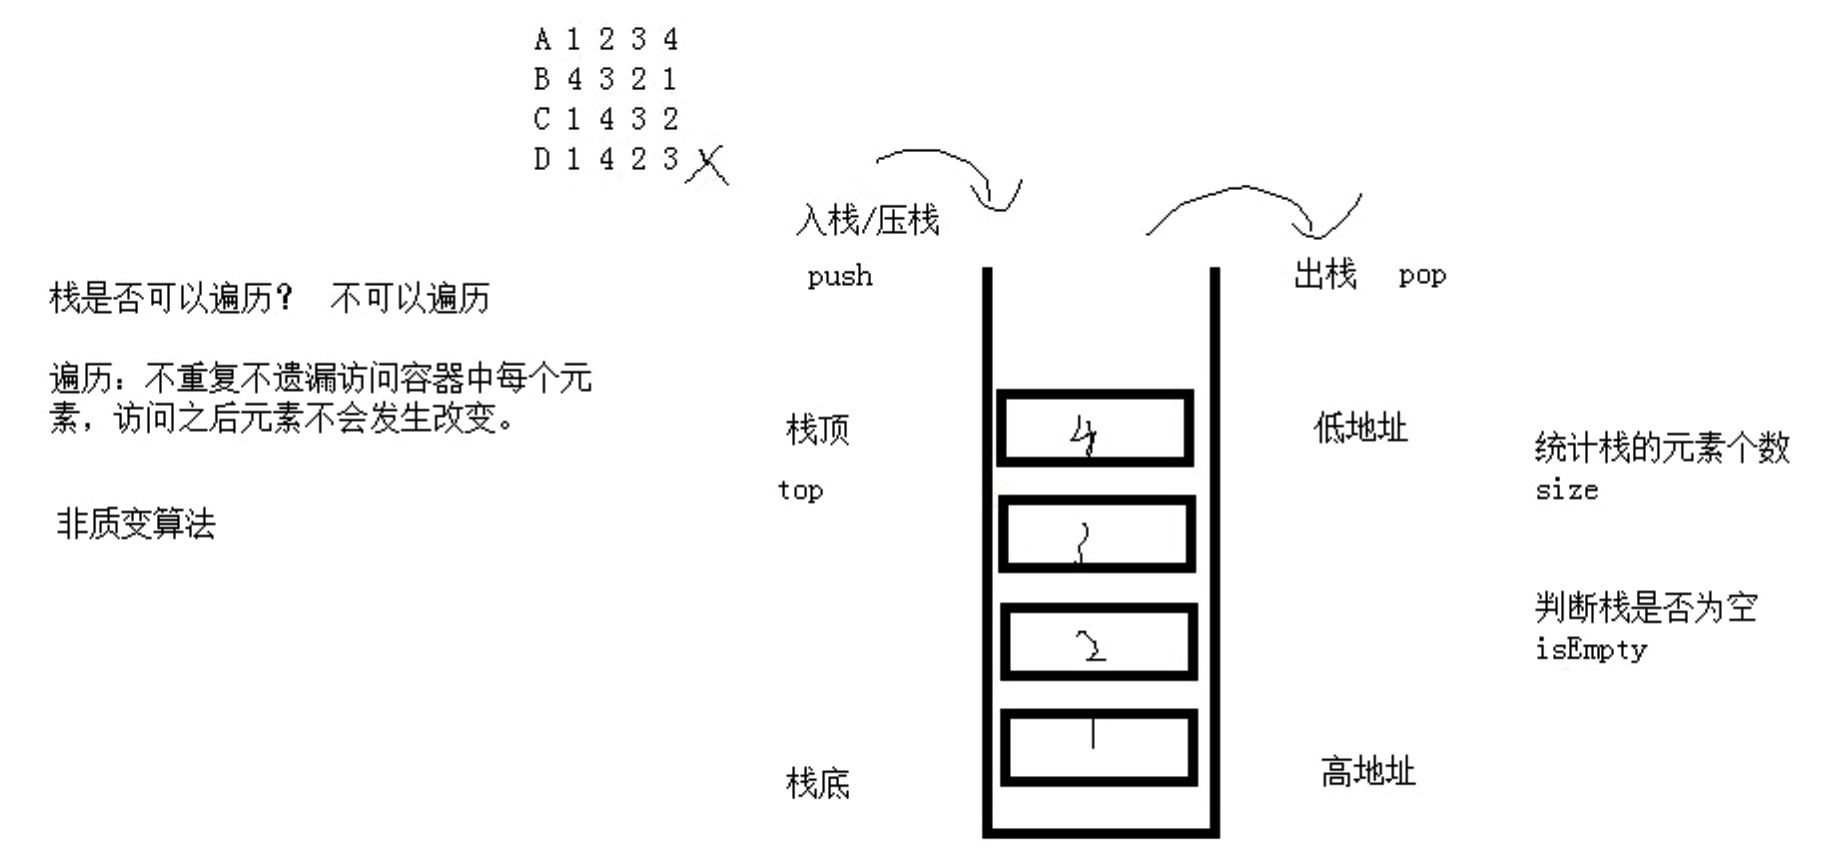 A 1 2 3 4
B 4 3 2 1
C 1 4 3 2
D 1 4 2 3
入栈/压栈
push
出栈 pop
栈是否可以遍历? 不可以遍历
遍历：不重复不遗漏访问容器中每个元
素，访问之后元素不会发生改变。
非质变算法
栈顶
top
4
3
2
1
栈底
低地址
高地址
统计栈的元素个数
size
判断栈是否为空
isEmpty